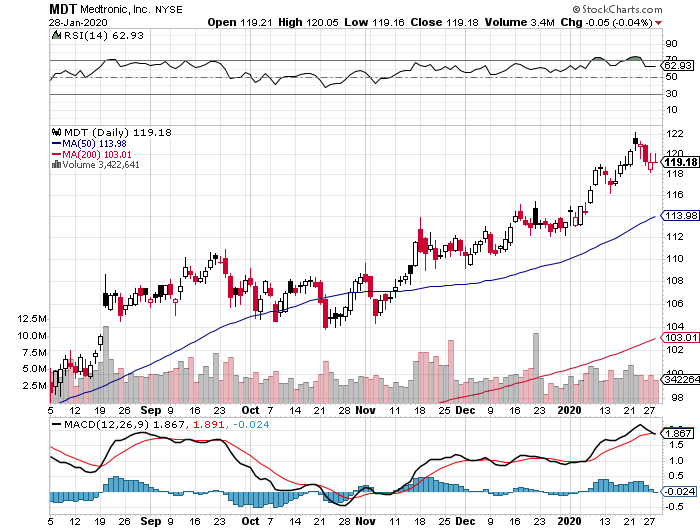 MDT Medtronic, Inc. NYSE © StockCharts.com
28-Jan-2020 Open 119.21 High 120.05 Low 119.16 Close 119.18 Volume 3.4M Chg -0.05 (-0.04%)
RSI(14) 62.93
90
70
62.93
50
30
10
MDT (Daily) 119.18
MA(50) 113.98
MA(200) 103.01
Volume 3,422,641
122
120
119.18
118
116
113.98
112
110
108
106
104
103.01
100
98
12.5M
10.0M
7.5M
5.0M
2.5M
342264
5 12 19 26 Sep 9 16 23 Oct 7 14 21 28 Nov 11 18 25 Dec 9 16 23 2020 13 21 27
MACD(12,26,9) 1.867, 1.891, -0.024
2.0
1.867
1.5
1.0
0.5
-0.024
-0.5
5 12 19 26 Sep 9 16 23 Oct 7 14 21 28 Nov 11 18 25 Dec 9 16 23 2020 13 21 27